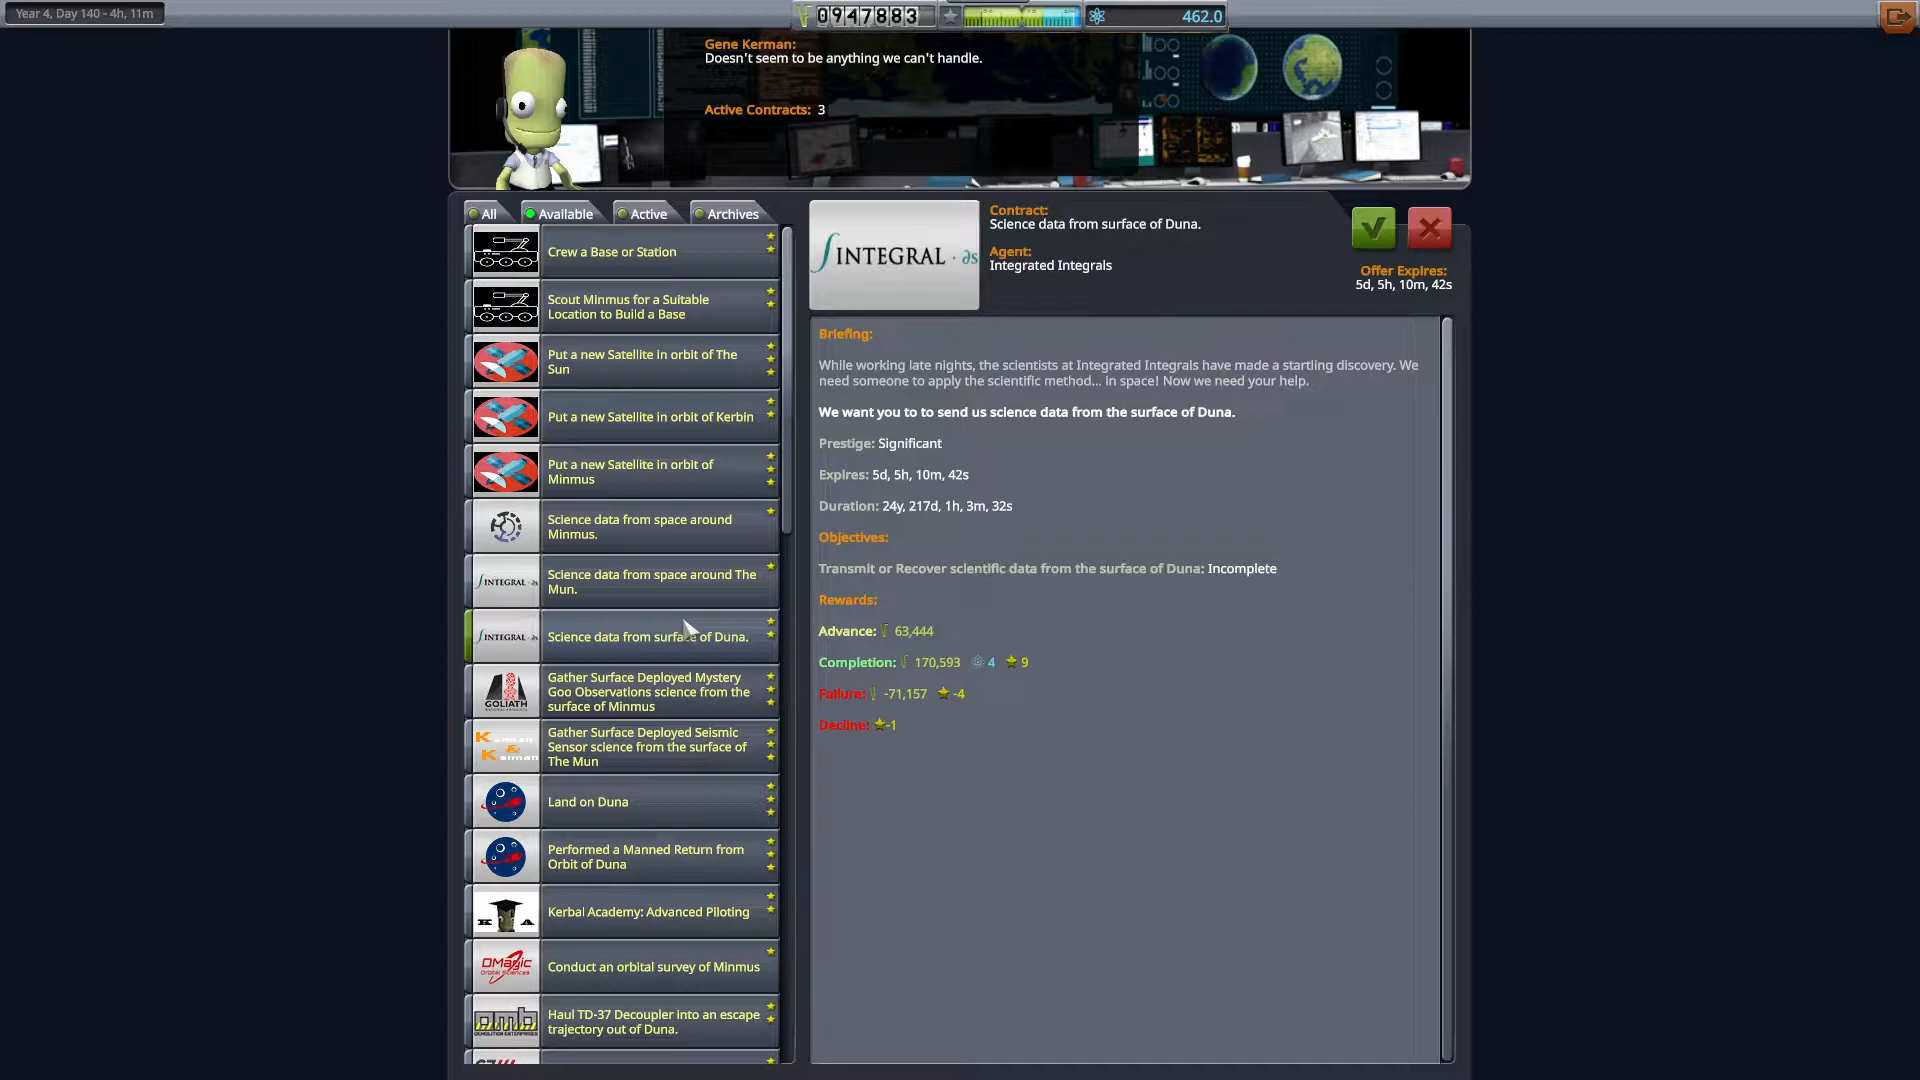 Year 4, Day 140 - 4h, 11m
0947883
462.0
Gene Kerman:
Doesn't seem to be anything we can't handle.
Active Contracts: 3
All
Available
Active
Archives
Crew a Base or Station
Scout Minmus for a Suitable
Location to Build a Base
Put a new Satellite in orbit of The
Sun
Put a new Satellite in orbit of Kerbin
Put a new Satellite in orbit of
Minmus
Science data from space around
Minmus.
INTEGRAL
Science data from space around The
Mun.
INTEGRAL
Science data from surface of Duna.
GOLIATH
Gather Surface Deployed Mystery
Goo Observations science from the
surface of Minmus
Gather Surface Deployed Seismic
Sensor science from the surface of
The Mun
Land on Duna
Performed a Manned Return from
Orbit of Duna
K A
Kerbal Academy: Advanced Piloting
DMagic
Orbital Sciences
Conduct an orbital survey of Minmus
Haul TD-37 Decoupler into an escape
trajectory out of Duna.
∫INTEGRAL · ∂s
Contract:
Science data from surface of Duna.
Agent:
Integrated Integrals
Offer Expires:
5d, 5h, 10m, 42s
Briefing:
While working late nights, the scientists at Integrated Integrals have made a startling discovery. We
need someone to apply the scientific method... in space! Now we need your help.
We want you to to send us science data from the surface of Duna.
Prestige: Significant
Expires: 5d, 5h, 10m, 42s
Duration: 24y, 217d, 1h, 3m, 32s
Objectives:
Transmit or Recover scientific data from the surface of Duna: Incomplete
Rewards:
Advance: 63,444
Completion: 170,593 4 9
Failure: -71,157 -4
Decline: -1